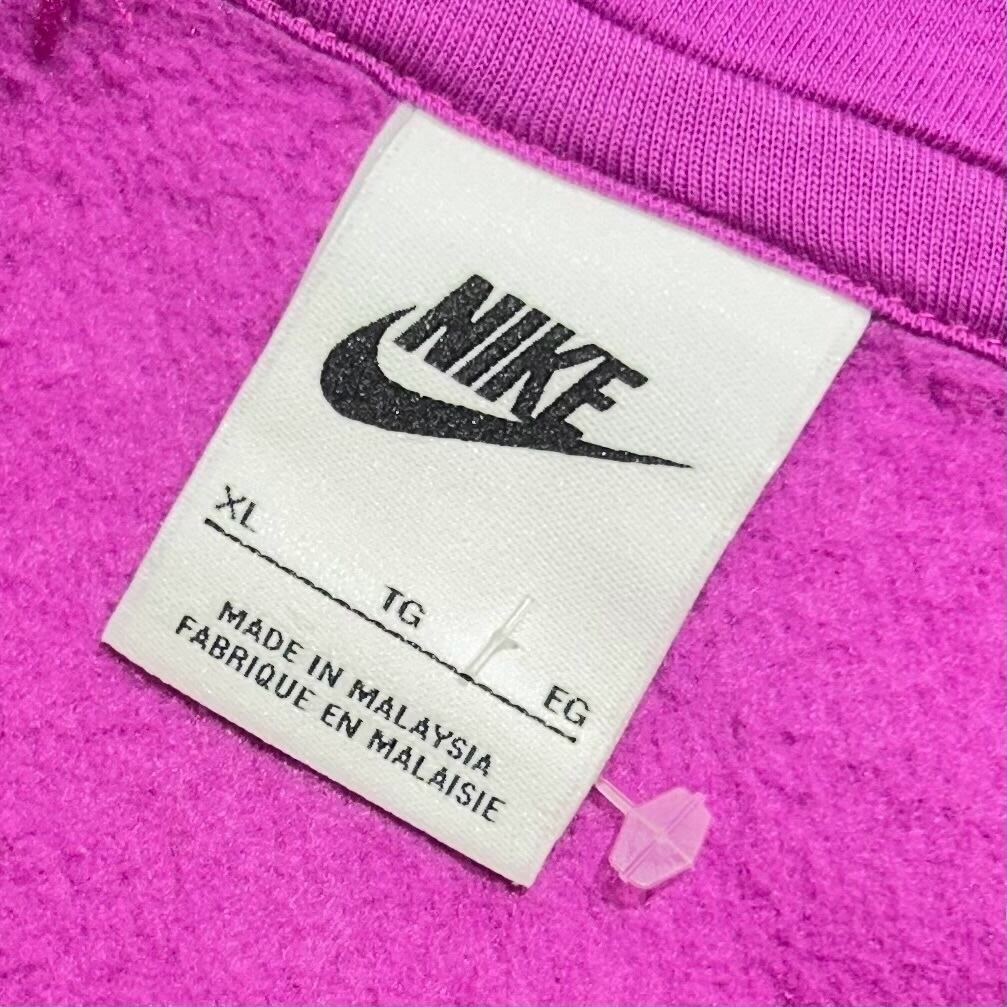 NIKE
XL TG EG
MADE IN MALAYSIA
FABRIQUE EN MALAISIE